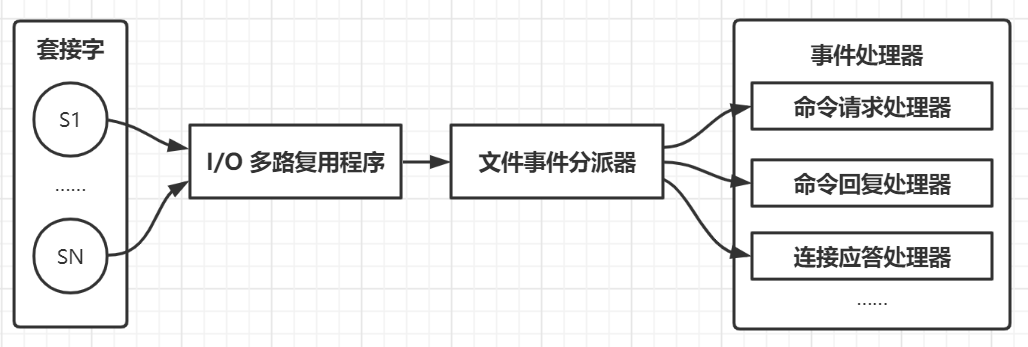 套接字
S1
......
SN
I/O 多路复用程序
文件事件分派器
事件处理器
命令请求处理器
命令回复处理器
连接应答处理器
......